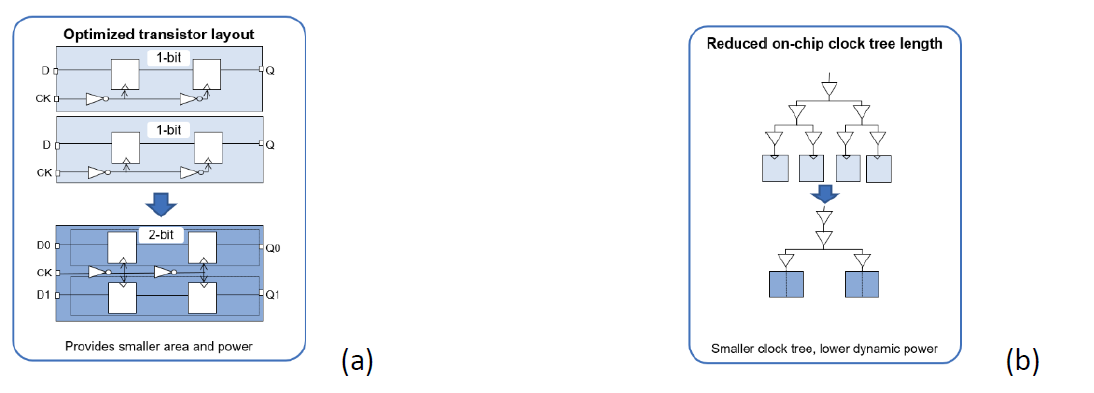 Optimized transistor layout
1-bit
D
Q
CK
1-bit
D
Q
CK
2-bit
D0
Q0
CK
D1
Q1
Provides smaller area and power
(a)
Reduced on-chip clock tree length
Smaller clock tree, lower dynamic power
(b)